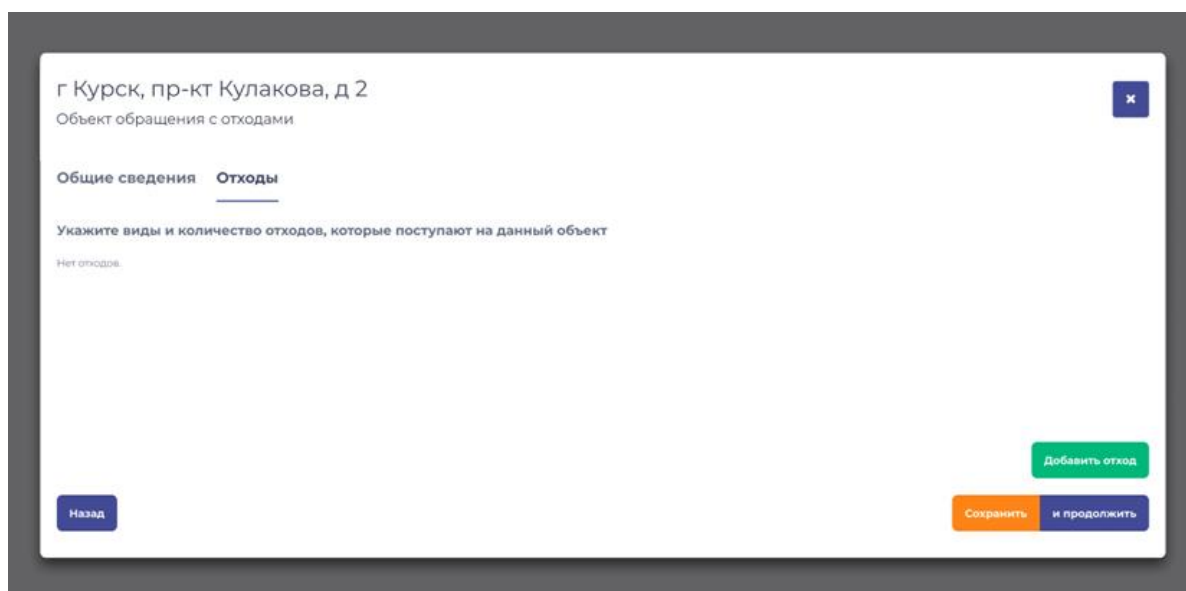 г Курск, пр-кт Кулакова, д 2
Объект обращения с отходами
Общие сведения Отходы
Укажите виды и количество отходов, которые поступают на данный объект
Нет отходов.
Добавить отход
Назад Сохранить и продолжить